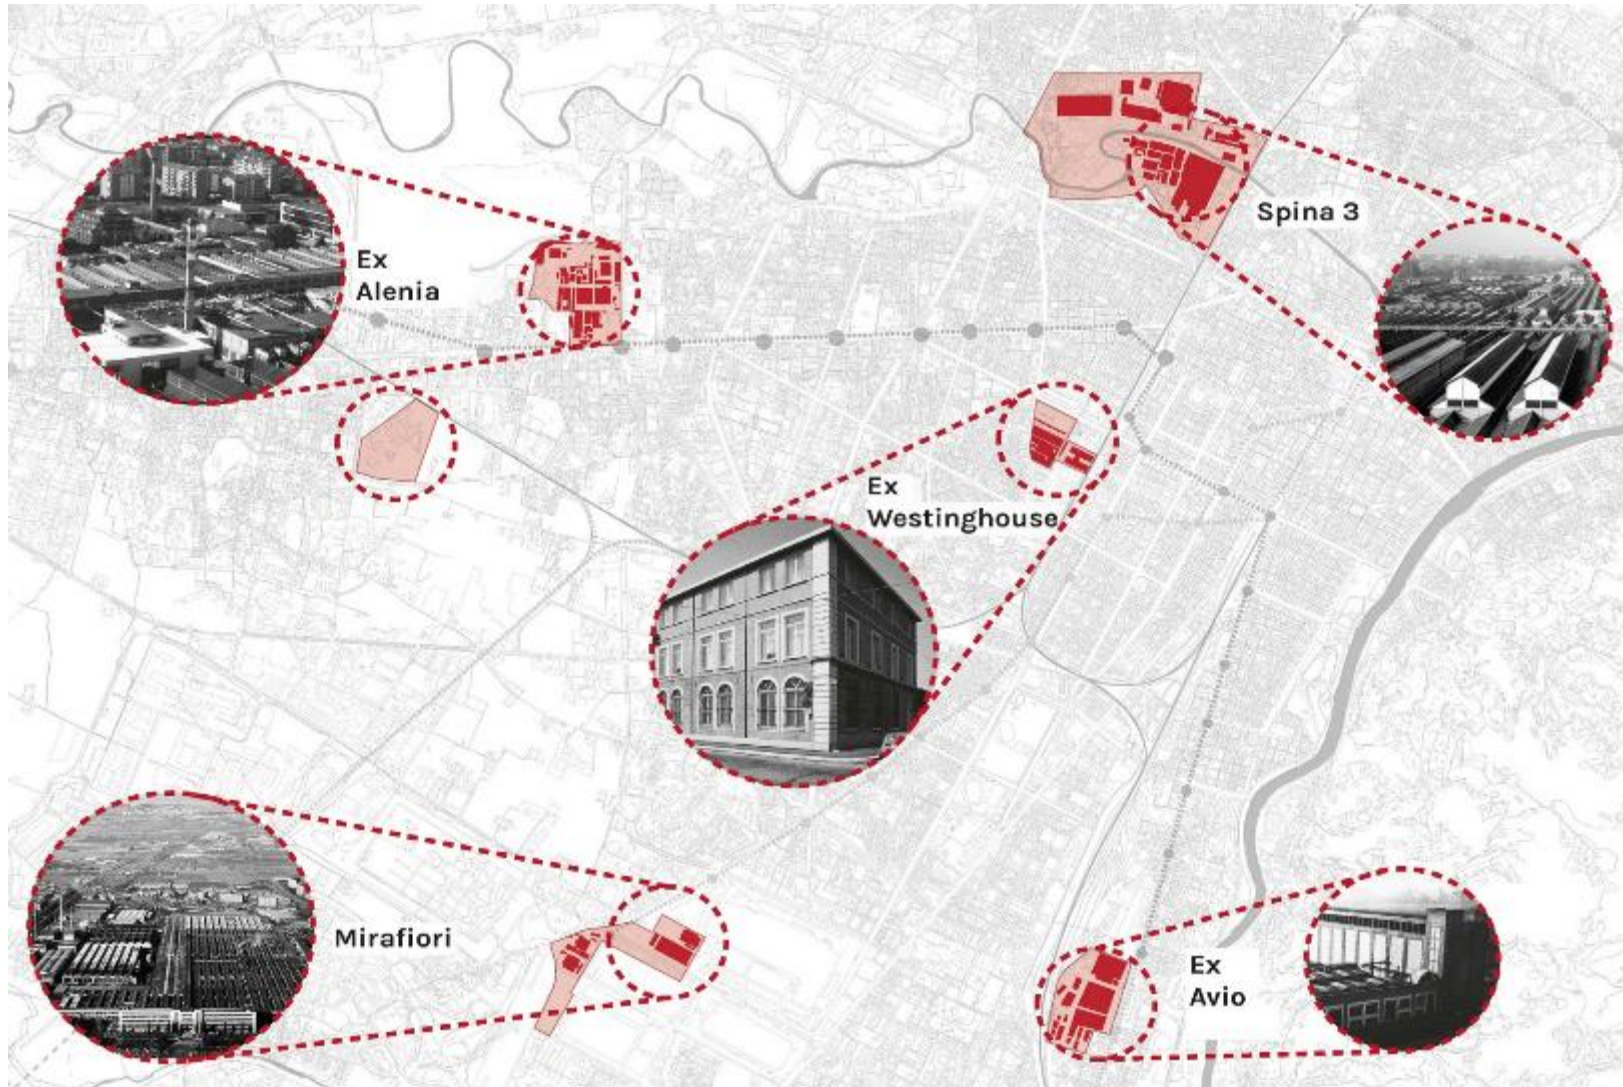 Spina 3
Ex
Alenia
Ex
Westinghouse
Mirafiori
Ex
Avio